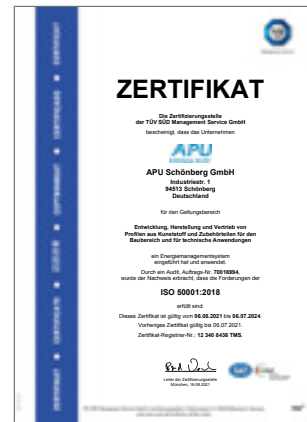 ZERTIFIKAT
Die Zertifizierungsstelle
der TÜV SÜD Management Service GmbH
bescheinigt, dass das Unternehmen
APU
APU Schönberg GmbH
Industriestr. 1
94513 Schönberg
Deutschland
für den Geltungsbereich
Entwicklung, Herstellung und Vertrieb von
Profilen aus Kunststoff und Zubehörteilen für den
Baubereich und für technische Anwendungen
ein Energiemanagementsystem
eingeführt hat und anwendet.
Durch ein Audit, Auftrags-Nr. 70016994,
wurde der Nachweis erbracht, dass die Forderungen der
ISO 50001:2018
erfüllt sind.
Dieses Zertifikat ist gültig vom 06.08.2021 bis 06.07.2024.
Vorheriges Zertifikat gültig bis 06.07.2021.
Zertifikat-Registrier-Nr.: 12 340 8436 TMS.
Leiter der Zertifizierungsstelle
München, 16.08.2021
ZERTIFIKAT
CERTIFICATE
CERTIFICADO
CERTIFICAT